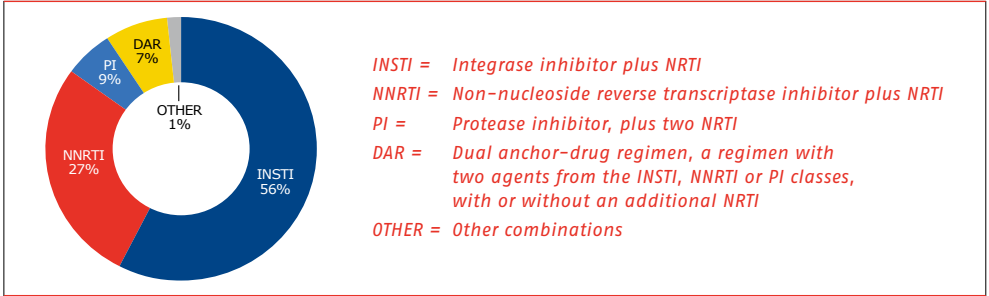 DAR
7%
PI
9%
OTHER
1%
NNRTI
27%
INSTI
56%
INSTI = Integrase inhibitor plus NRTI
NNRTI = Non-nucleoside reverse transcriptase inhibitor plus NRTI
PI = Protease inhibitor, plus two NRTI
DAR = Dual anchor-drug regimen, a regimen with
two agents from the INSTI, NNRTI or PI classes,
with or without an additional NRTI
OTHER = Other combinations